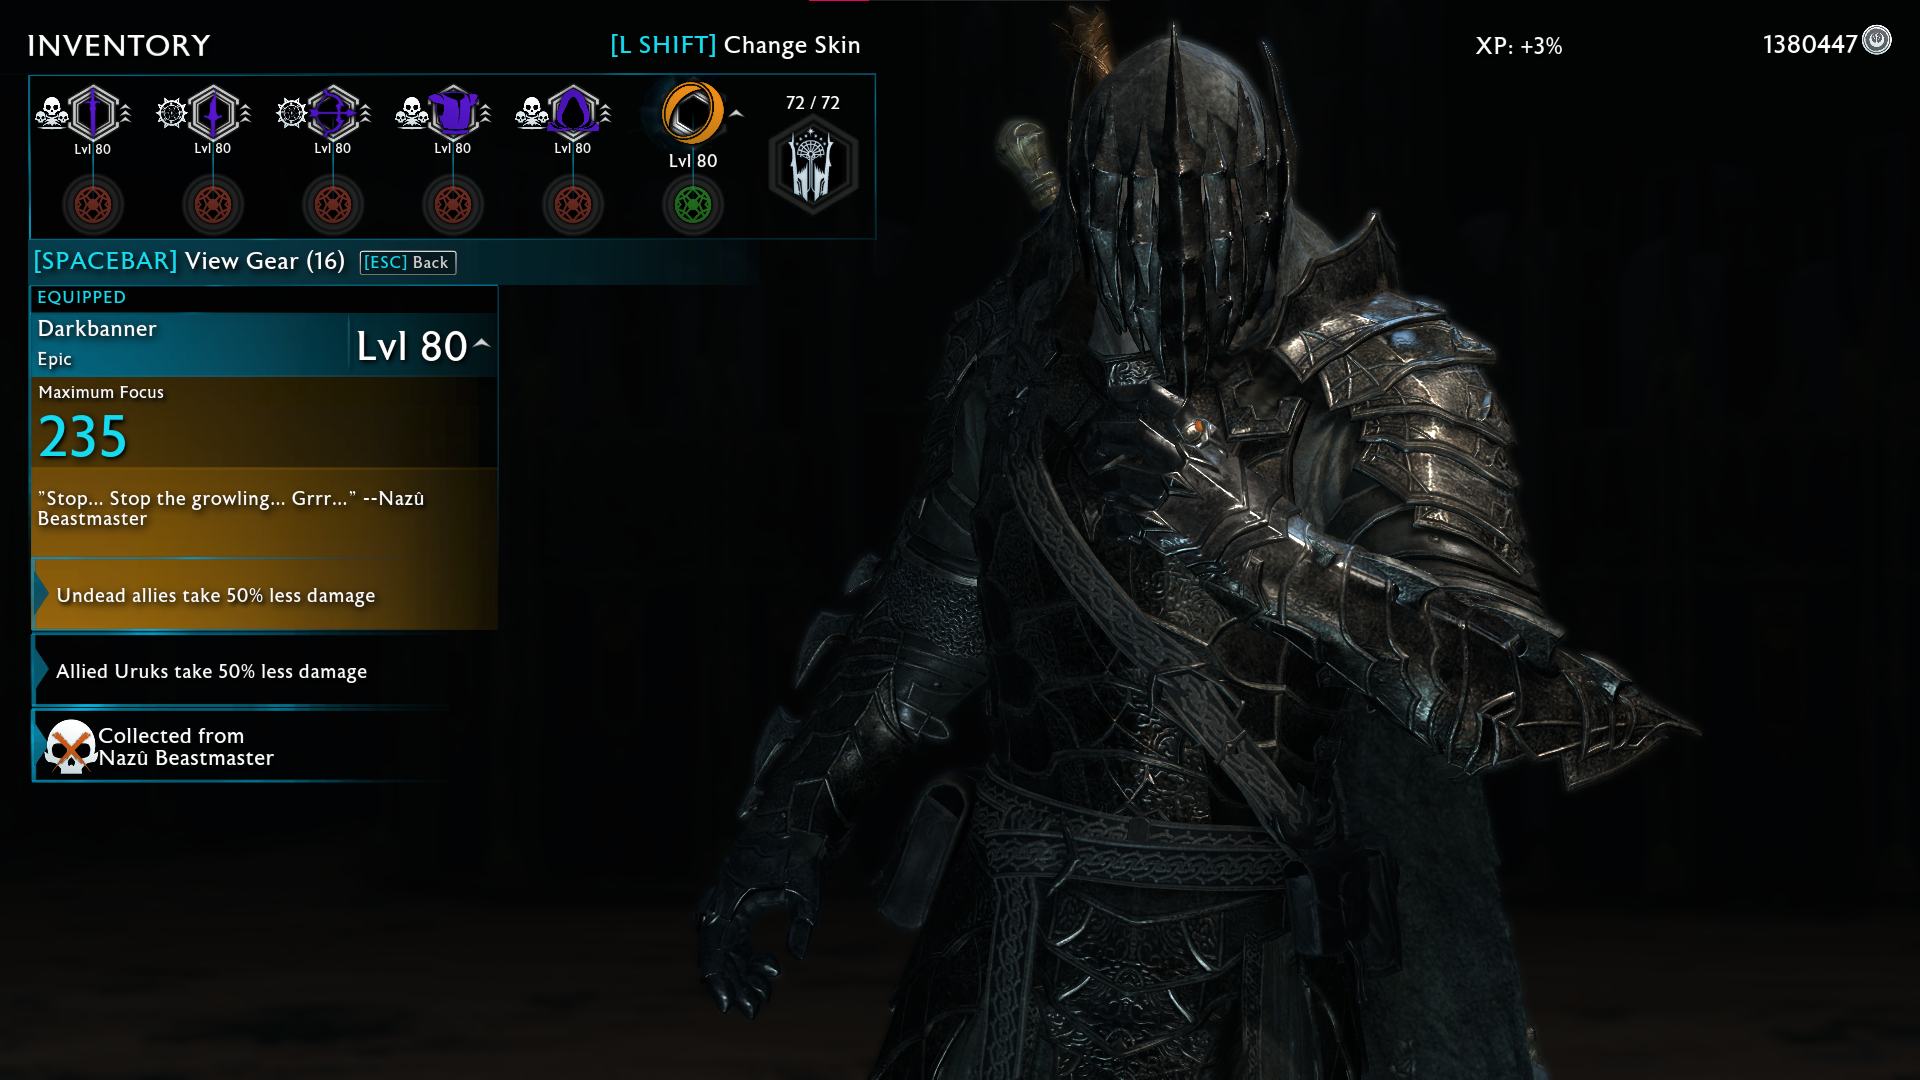 INVENTORY
[L SHIFT] Change Skin
XP: +3%
1380447
Lvl 80
Lvl 80
Lvl 80
Lvl 80
Lvl 80
Lvl 80
72 / 72
[SPACEBAR] View Gear (16) [ESC] Back
EQUIPPED
Darkbanner
Epic
Lvl 80
Maximum Focus
235
"Stop... Stop the growling... Grrr..." --Nazû
Beastmaster
Undead allies take 50% less damage
Allied Uruks take 50% less damage
Collected from
Nazû Beastmaster